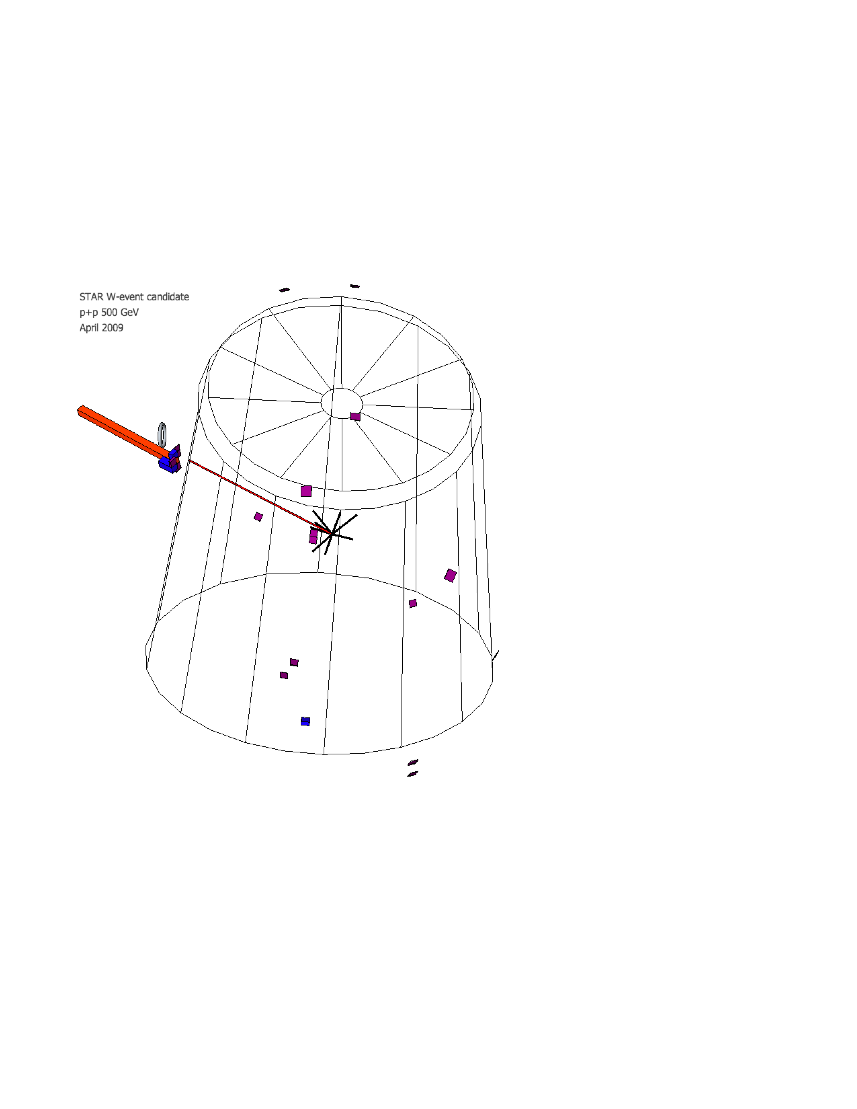 STAR W-event candidate
p+p 500 GeV
April 2009